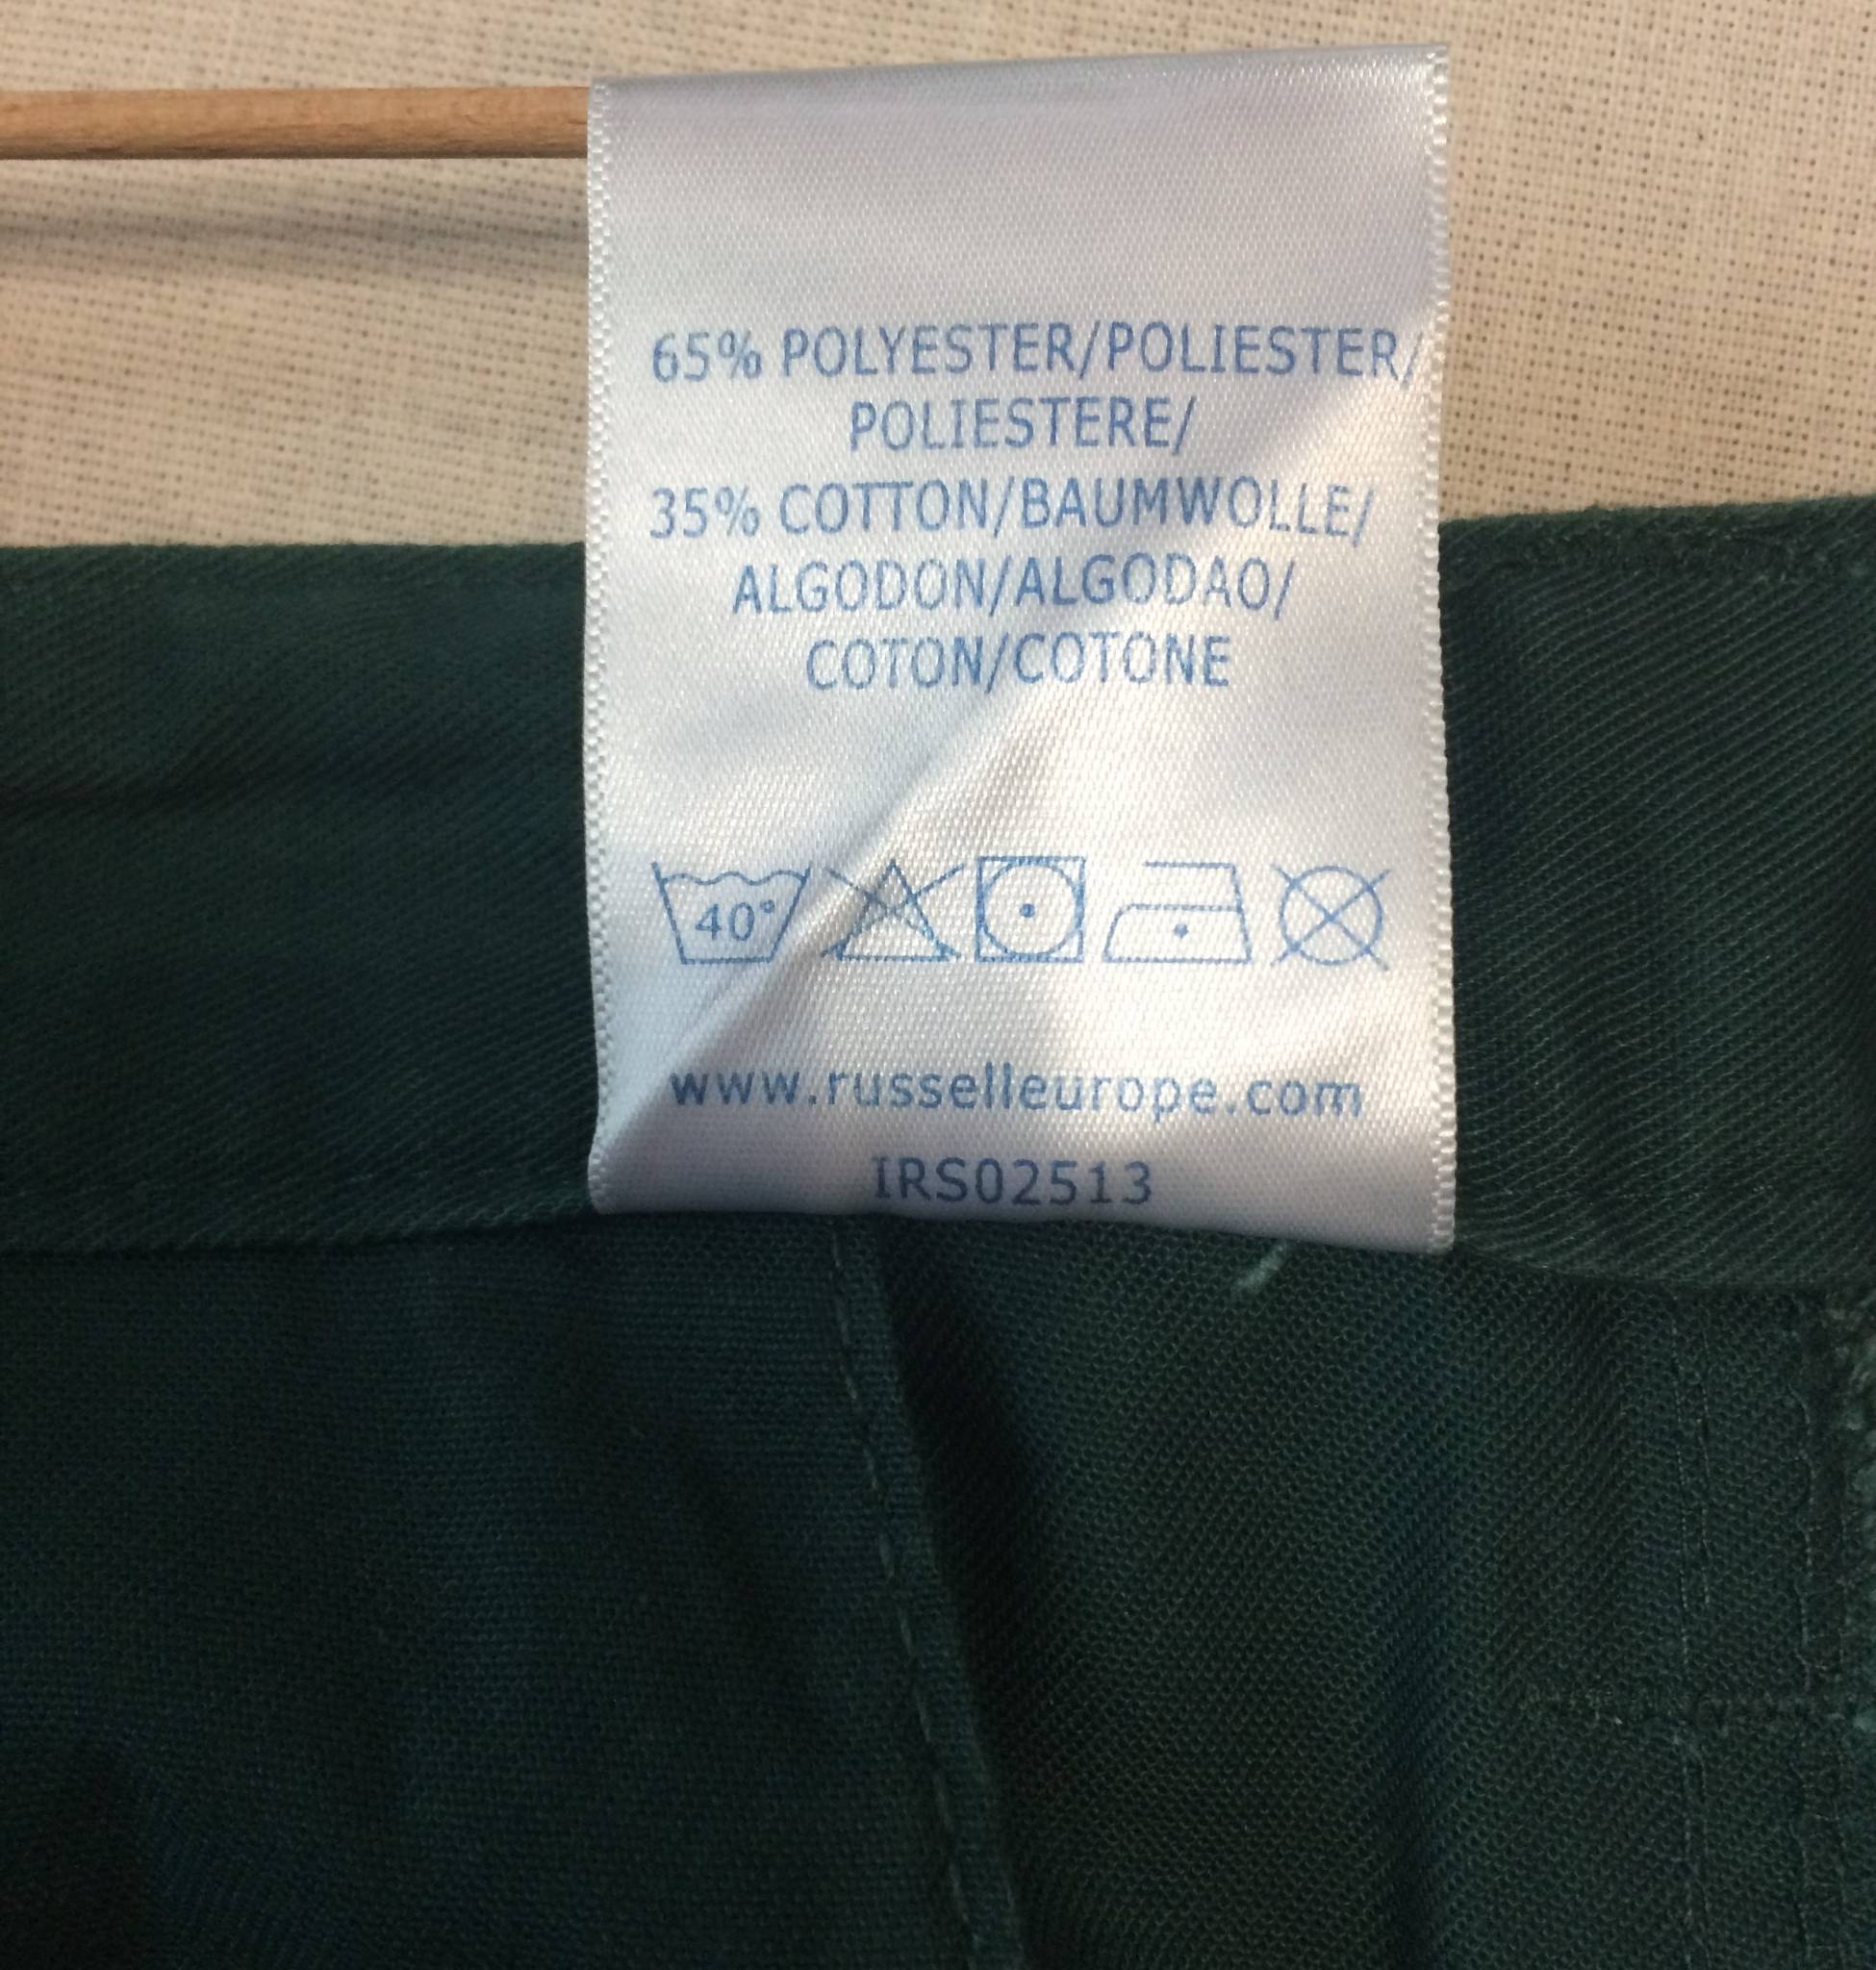 65% POLYESTER/POLIESTER/
POLIESTERE/
35% COTTON/BAUMWOLLE/
ALGODON/ALGODAO/
COTON/COTONE
40°
www.russelleurope.com
IRS02513